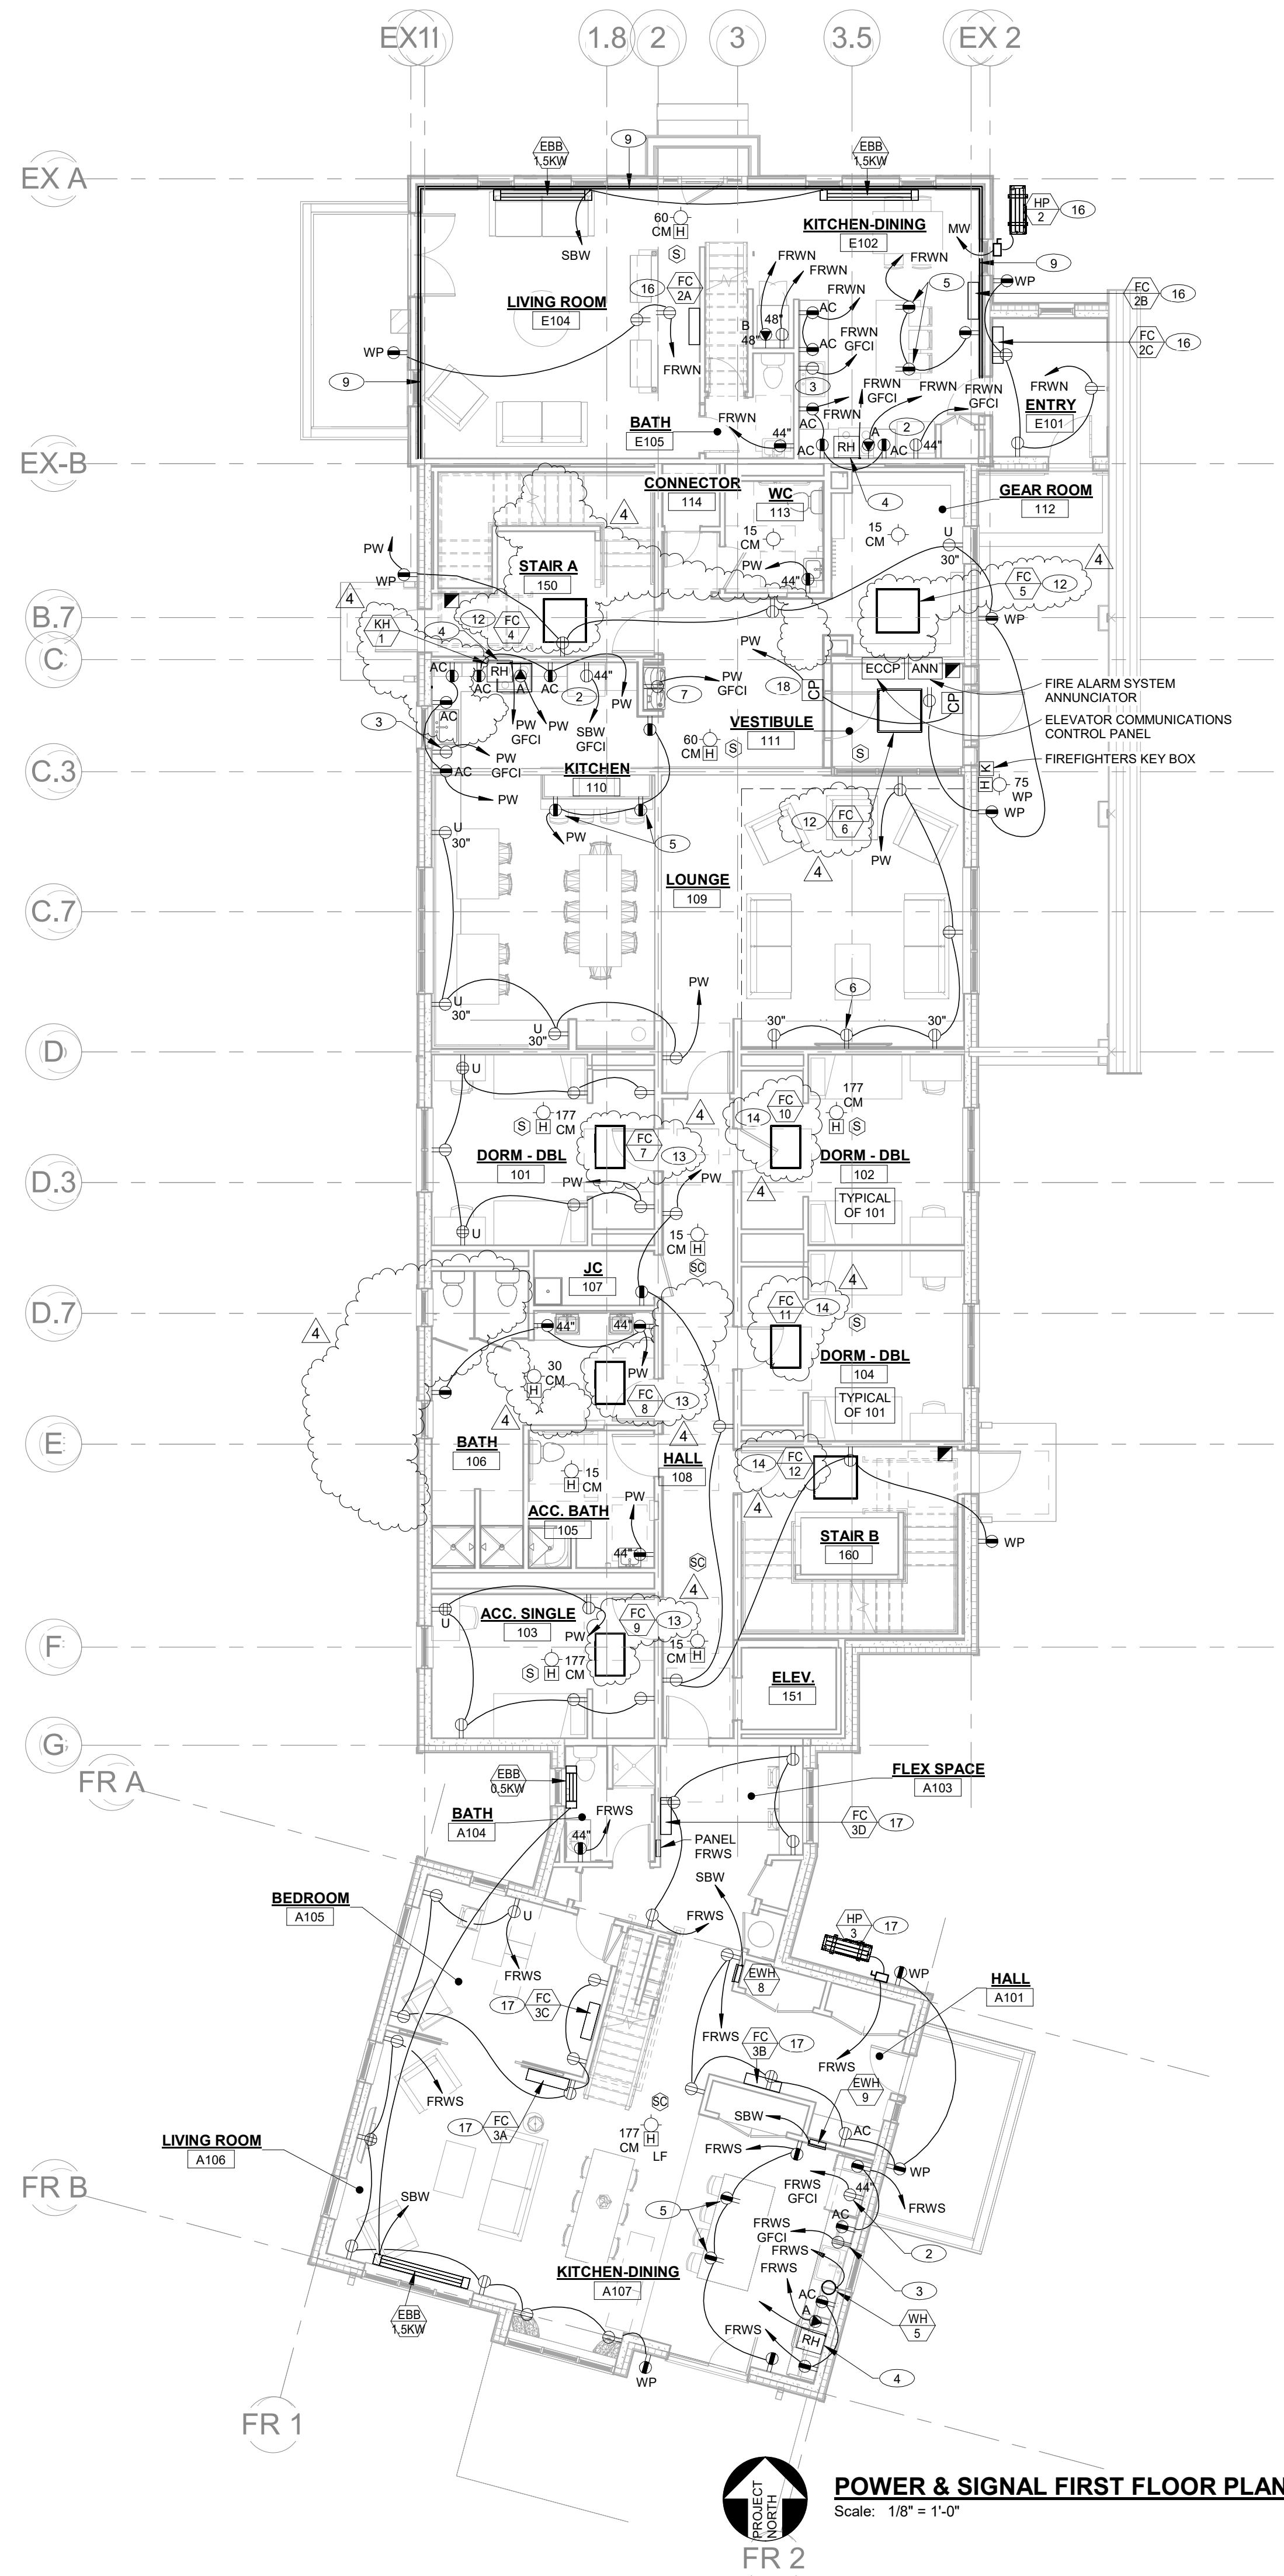 EX1
1
1.8
2
3
3.5
EX 2
EX A
EBB
1.5KW
9
EBB
1.5KW
HP
2
16
60
CM
H
S
SBW
KITCHEN-DINING
E102
MW
FRWN
FRWN
FRWN
9
WP
5
16
FC
2A
FC
2B
16
LIVING ROOM
E104
AC
FRWN
B
48"
48"
FRWN
GFCI
FC
2C
16
WP
AC
9
FRWN
3
FRWN
GFCI
FRWN
FRWN
GFCI
FRWN
ENTRY
E101
BATH
E105
FRWN
FRWN
AC
44"
AC
RH
A
AC
2
44"
EX-B
CONNECTOR
114
WC
113
4
GEAR ROOM
112
4
15
CM
15
CM
U
30"
PW
PW
44"
STAIR A
150
WP
4
FC
5
12
4
B.7
KH
1
4
12
FC
4
WP
C
PW
AC
AC
RH
A
AC
2
44"
PW
GFCI
7
18
CP
ECCP
ANN
FIRE ALARM SYSTEM
ANNUNCIATOR
AC
PW
GFCI
PW
SBW
GFCI
PW
CP
ELEVATOR COMMUNICATIONS
CONTROL PANEL
3
VESTIBULE
111
PW
GFCI
60
CM
H
S
S
FIREFIGHTERS KEY BOX
C.3
AC
KITCHEN
110
K
H
75
WP
PW
WP
PW
5
12
FC
6
U
30"
4
PW
LOUNGE
109
C.7
PW
6
U
30"
U
30"
30"
30"
D
U
177
CM
S
H
4
FC
10
14
177
CM
H
S
FC
7
13
DORM - DBL
101
DORM - DBL
102
D.3
PW
PW
4
TYPICAL
OF 101
U
15
CM
H
SC
JC
107
4
D.7
4
44"
44"
FC
11
14
S
PW
30
CM
H
FC
8
13
DORM - DBL
104
TYPICAL
OF 101
4
4
E
BATH
106
HALL
108
14
FC
12
15
CM
H
PW
4
ACC. BATH
105
STAIR B
160
WP
44"
SC
4
ACC. SINGLE
103
U
FC
9
13
F
PW
15
CM
H
S
H
177
CM
ELEV.
151
G
FR A
EBB
0.5KW
FLEX SPACE
A103
BATH
A104
FRWS
FC
3D
17
44"
PANEL
FRWS
SBW
BEDROOM
A105
U
FRWS
HP
3
17
WP
FRWS
EWH
8
HALL
A101
17
FC
3C
FRWS
FC
3B
17
FRWS
FRWS
EWH
9
SC
SBW
17
FC
3A
177
CM
H
LF
AC
LIVING ROOM
A106
FRWS
WP
FR B
SBW
FRWS
GFCI
44"
FRWS
5
AC
FRWS
GFCI
2
FRWS
FRWS
KITCHEN-DINING
A107
3
AC
A
EBB
1.5KW
FRWS
RH
WH
5
WP
4
FR 1
PROJECT
NORTH
POWER & SIGNAL FIRST FLOOR PLAN
Scale: 1/8" = 1'-0"
FR 2